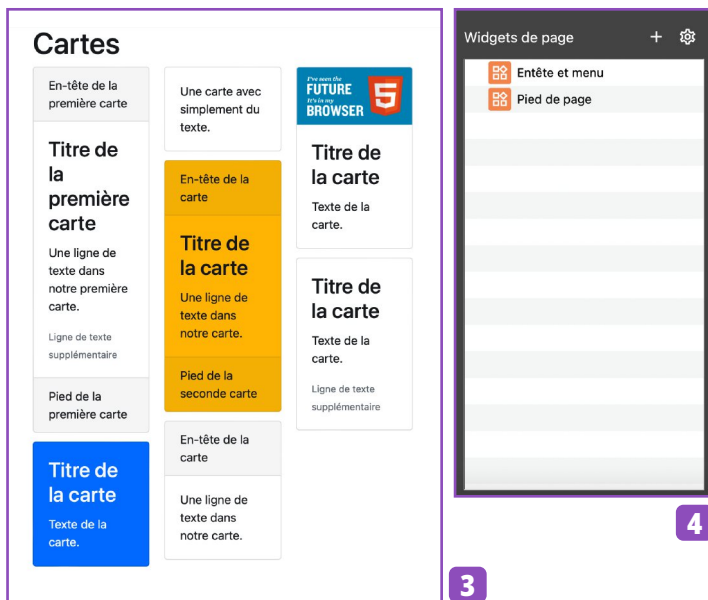 Cartes
En-tête de la
première carte
Titre de
la
première
carte
Une ligne de
texte dans
notre première
carte.
Ligne de texte
supplémentaire
Pied de la
première carte
Titre de
la carte
Texte de la
carte.
Une carte avec
simplement du
texte.
En-tête de la
carte
Titre de
la carte
Une ligne de
texte dans
notre carte.
Pied de la
seconde carte
En-tête de la
carte
Une ligne de
texte dans
notre carte.
I've seen the
FUTURE
It's in my
BROWSER
5
Titre de
la carte
Texte de la
carte.
Titre de
la carte
Texte de la
carte.
Ligne de texte
supplémentaire
3
Widgets de page
Entête et menu
Pied de page
4